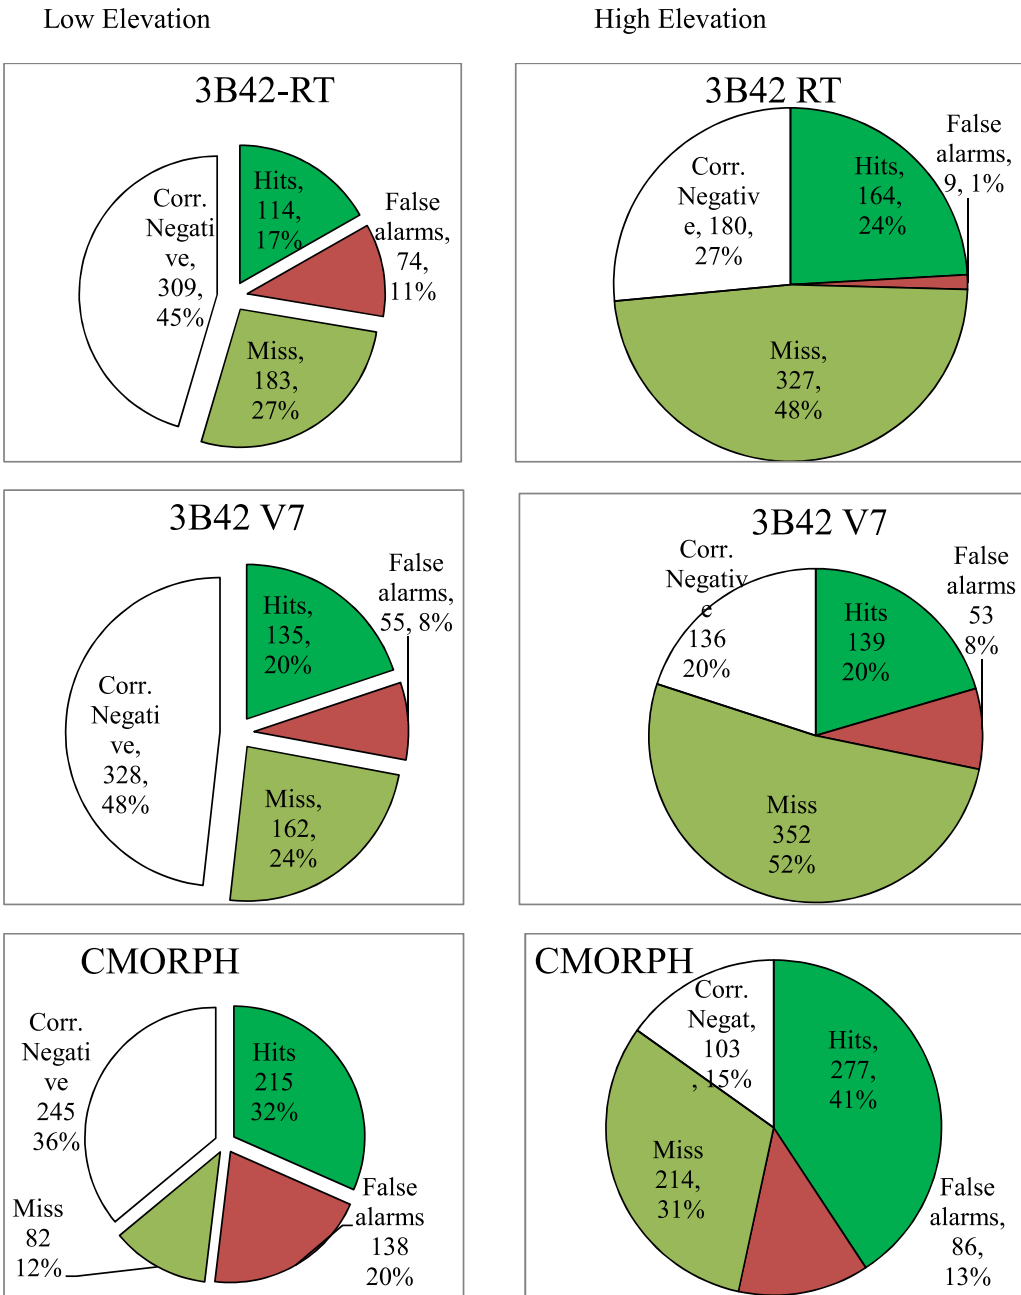 Low Elevation
High Elevation
3B42-RT
Hits,
114,
17%
False
alarms,
74,
11%
Miss,
183,
27%
Corr.
Negati
ve,
309,
45%
3B42 RT
Hits,
164,
24%
False
alarms,
9, 1%
Miss,
327,
48%
Corr.
Negativ
e, 180,
27%
3B42 V7
Hits,
135,
20%
False
alarms,
55, 8%
Miss,
162,
24%
Corr.
Negati
ve,
328,
48%
3B42 V7
Hits
139
20%
False
alarms
53
8%
Miss
352
52%
Corr.
Negativ
e
136
20%
CMORPH
Hits
215
32%
False
alarms
138
20%
Miss
82
12%
Corr.
Negati
ve
245
36%
CMORPH
Hits,
277,
41%
False
alarms,
86,
13%
Miss
214,
31%
Corr.
Negat,
103
, 15%